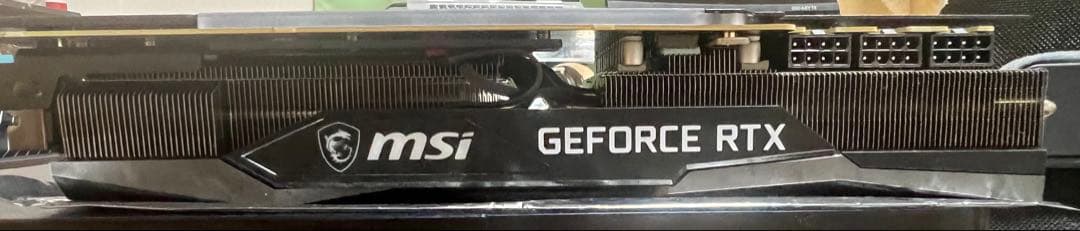 msi GEFORCE RTX